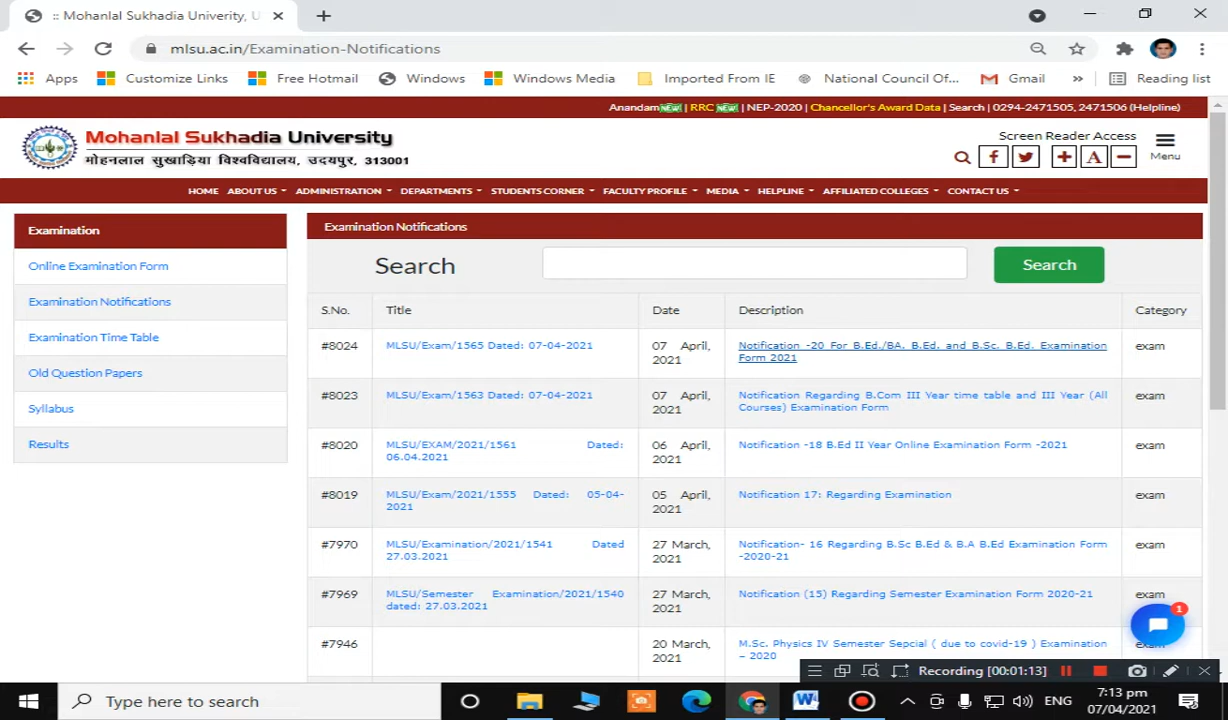 :: Mohanlal Sukhadia Univerity, U
mlsu.ac.in/Examination-Notifications
Apps Customize Links Free Hotmail Windows Windows Media Imported From IE National Council Of... Gmail » Reading list
Anandam NEW | RRC NEW | NEP-2020 | Chancellor's Award Data | Search | 0294-2471505, 2471506 (Helpline)
Mohanlal Sukhadia University
मोहनलाल सुखाड़िया विश्वविद्यालय, उदयपुर, 313001
Screen Reader Access
f A
Menu
HOME ABOUT US ADMINISTRATION DEPARTMENTS STUDENTS CORNER FACULTY PROFILE MEDIA HELPLINE AFFILIATED COLLEGES CONTACT US
Examination
Online Examination Form
Examination Notifications
Examination Time Table
Old Question Papers
Syllabus
Results
Examination Notifications
Search Search
S.No. Title Date Description Category
#8024 MLSU/Exam/1565 Dated: 07-04-2021 07 April, Notification -20 For B.Ed./BA. B.Ed. and B.Sc. B.Ed. Examination exam
2021 Form 2021
#8023 MLSU/Exam/1563 Dated: 07-04-2021 07 April, Notification Regarding B.Com III Year time table and III Year (All exam
2021 Courses) Examination Form
#8020 MLSU/EXAM/2021/1561 Dated: 06 April, Notification -18 B.Ed II Year Online Examination Form -2021 exam
06.04.2021 2021
#8019 MLSU/Exam/2021/1555 Dated: 05-04- 05 April, Notification 17: Regarding Examination exam
2021 2021
#7970 MLSU/Examination/2021/1541 Dated 27 March, Notification- 16 Regarding B.Sc B.Ed & B.A B.Ed Examination Form exam
27.03.2021 2021 -2020-21
#7969 MLSU/Semester Examination/2021/1540 27 March, Notification (15) Regarding Semester Examination Form 2020-21 exam
dated: 27.03.2021 2021
#7946 20 March, M.Sc. Physics IV Semester Sepcial ( due to covid-19 ) Examination exam
2021 – 2020
1
Recording [00:01:13]
Type here to search
W
ENG
7:13 pm
07/04/2021